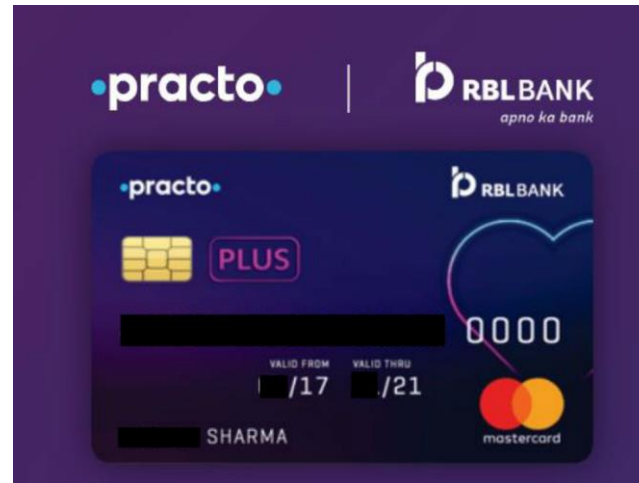 practo RBLBANK
apno ka bank
practo RBLBANK
PLUS
0000
VALID FROM VALID THRU
/17 /21
SHARMA
mastercard